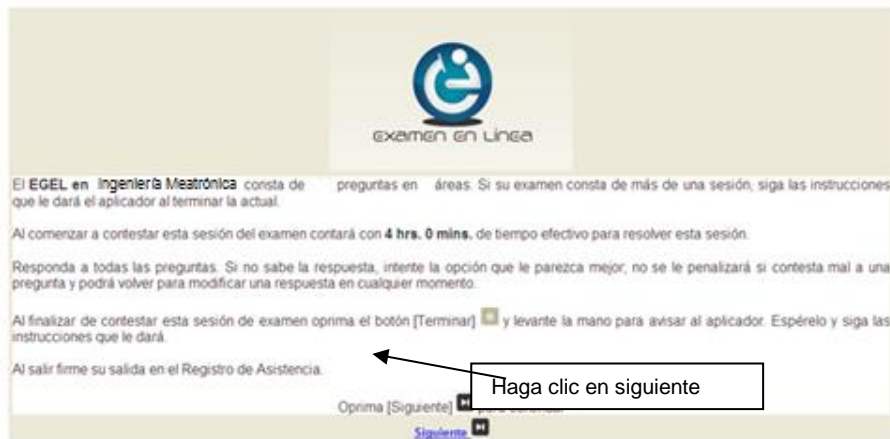 examen en Línea
El EGEL en Ingeniería Meatrónica consta de preguntas en áreas. Si su examen consta de más de una sesión, siga las instrucciones
que le dará el aplicador al terminar la actual.
Al comenzar a contestar esta sesión del examen contará con 4 hrs. 0 mins. de tiempo efectivo para resolver esta sesión.
Responda a todas las preguntas. Si no sabe la respuesta, intente la opción que le parezca mejor; no se le penalizará si contesta mal a una
pregunta y podrá volver para modificar una respuesta en cualquier momento.
Al finalizar de contestar esta sesión de examen oprima el botón [Terminar] y levante la mano para avisar al aplicador. Espérelo y siga las
instrucciones que le dará.
Al salir firme su salida en el Registro de Asistencia.
Haga clic en siguiente
Oprima [Siguiente]
Siguiente